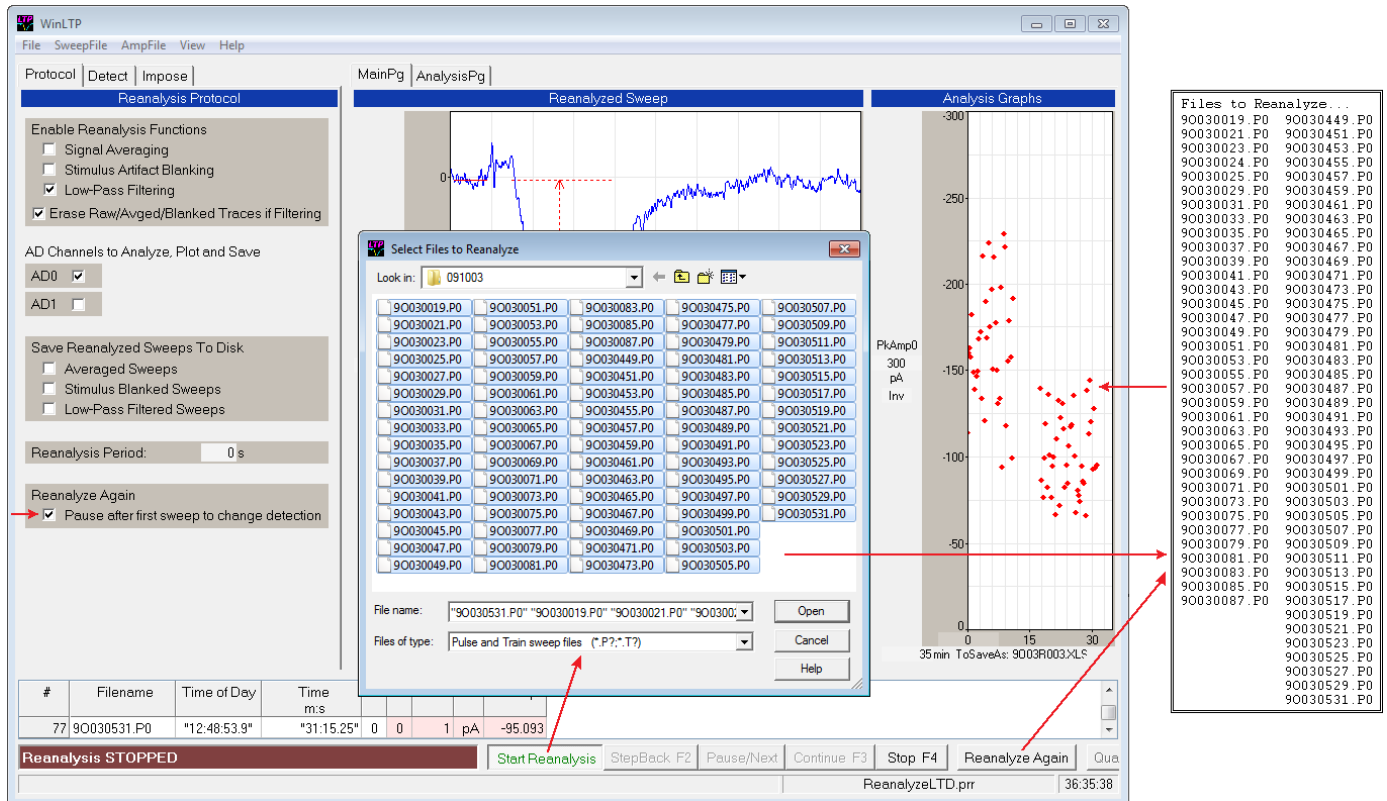 WinLTP
File SweepFile AmpFile View Help
Protocol Detect Impose
MainPg AnalysisPg
Reanalysis Protocol
Enable Reanalysis Functions
Signal Averaging
Stimulus Artifact Blanking
Low-Pass Filtering
Erase Raw/Avged/Blanked Traces if Filtering
AD Channels to Analyze, Plot and Save
AD0
AD1
Save Reanalyzed Sweeps To Disk
Averaged Sweeps
Stimulus Blanked Sweeps
Low-Pass Filtered Sweeps
Reanalysis Period: 0 s
Reanalyze Again
Pause after first sweep to change detection
Reanalyzed Sweep
0
Select Files to Reanalyze
Look in: 091003
9O030019.P0 9O030051.P0 9O030083.P0 9O030475.P0 9O030507.P0
9O030021.P0 9O030053.P0 9O030085.P0 9O030477.P0 9O030509.P0
9O030023.P0 9O030055.P0 9O030087.P0 9O030479.P0 9O030511.P0
9O030025.P0 9O030057.P0 9O030449.P0 9O030481.P0 9O030513.P0
9O030027.P0 9O030059.P0 9O030451.P0 9O030483.P0 9O030515.P0
9O030029.P0 9O030061.P0 9O030453.P0 9O030485.P0 9O030517.P0
9O030031.P0 9O030063.P0 9O030455.P0 9O030487.P0 9O030519.P0
9O030033.P0 9O030065.P0 9O030457.P0 9O030489.P0 9O030521.P0
9O030035.P0 9O030067.P0 9O030459.P0 9O030491.P0 9O030523.P0
9O030037.P0 9O030069.P0 9O030461.P0 9O030493.P0 9O030525.P0
9O030039.P0 9O030071.P0 9O030463.P0 9O030495.P0 9O030527.P0
9O030041.P0 9O030073.P0 9O030465.P0 9O030497.P0 9O030529.P0
9O030043.P0 9O030075.P0 9O030467.P0 9O030499.P0 9O030531.P0
9O030045.P0 9O030077.P0 9O030469.P0 9O030501.P0
9O030047.P0 9O030079.P0 9O030471.P0 9O030503.P0
9O030049.P0 9O030081.P0 9O030473.P0 9O030505.P0
File name: "9O030531.P0" "9O030019.P0" "9O030021.P0" "9O03002
Open
Files of type: Pulse and Train sweep files (*.P?;*.T?)
Cancel
Help
Analysis Graphs
-300
-250
-200
PkAmp0
300
pA
Inv
-150
-100
-50
0
0 15 30
35 min ToSaveAs: 9O03R003.XLS
# Filename Time of Day Time
m:s
77 9O030531.P0 "12:48:53.9" "31:15.25" 0 0 1 pA -95.093
Reanalysis STOPPED
Start Reanalysis StepBack F2 Pause/Next Continue F3 Stop F4 Reanalyze Again Qua
ReanalyzeLTD.prr 36:35:38
Files to Reanalyze...
9O030019.P0 9O030449.P0
9O030021.P0 9O030451.P0
9O030023.P0 9O030453.P0
9O030024.P0 9O030455.P0
9O030025.P0 9O030457.P0
9O030029.P0 9O030459.P0
9O030031.P0 9O030461.P0
9O030033.P0 9O030463.P0
9O030035.P0 9O030465.P0
9O030037.P0 9O030467.P0
9O030039.P0 9O030469.P0
9O030041.P0 9O030471.P0
9O030043.P0 9O030473.P0
9O030045.P0 9O030475.P0
9O030047.P0 9O030477.P0
9O030049.P0 9O030479.P0
9O030051.P0 9O030481.P0
9O030053.P0 9O030483.P0
9O030055.P0 9O030485.P0
9O030057.P0 9O030487.P0
9O030059.P0 9O030489.P0
9O030061.P0 9O030491.P0
9O030063.P0 9O030493.P0
9O030065.P0 9O030495.P0
9O030067.P0 9O030497.P0
9O030069.P0 9O030499.P0
9O030071.P0 9O030501.P0
9O030073.P0 9O030503.P0
9O030075.P0 9O030505.P0
9O030077.P0 9O030507.P0
9O030079.P0 9O030509.P0
9O030081.P0 9O030511.P0
9O030083.P0 9O030513.P0
9O030085.P0 9O030515.P0
9O030087.P0 9O030517.P0
9O030519.P0
9O030521.P0
9O030523.P0
9O030525.P0
9O030527.P0
9O030529.P0
9O030531.P0